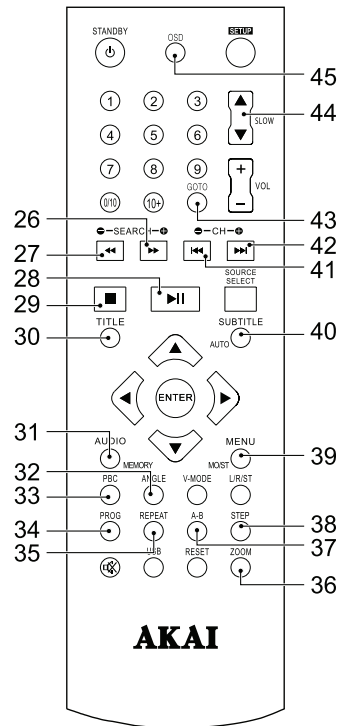 STANDBY
OSD
SETUP
45
1 2 3
44
SLOW
4 5 6
7 8 9
+
VOL
−
0/10 10+ GOTO
26
43
SEARCH
CH
27
42
41
28
SOURCE
SELECT
29
30
TITLE
SUBTITLE
40
AUTO
ENTER
31
AUDIO
MENU
32
MEMORY
MO/ST
39
33
PBC ANGLE V-MODE L/R/ST
34
PROG REPEAT A-B STEP
38
35
37
USB RESET ZOOM
36
AKAI